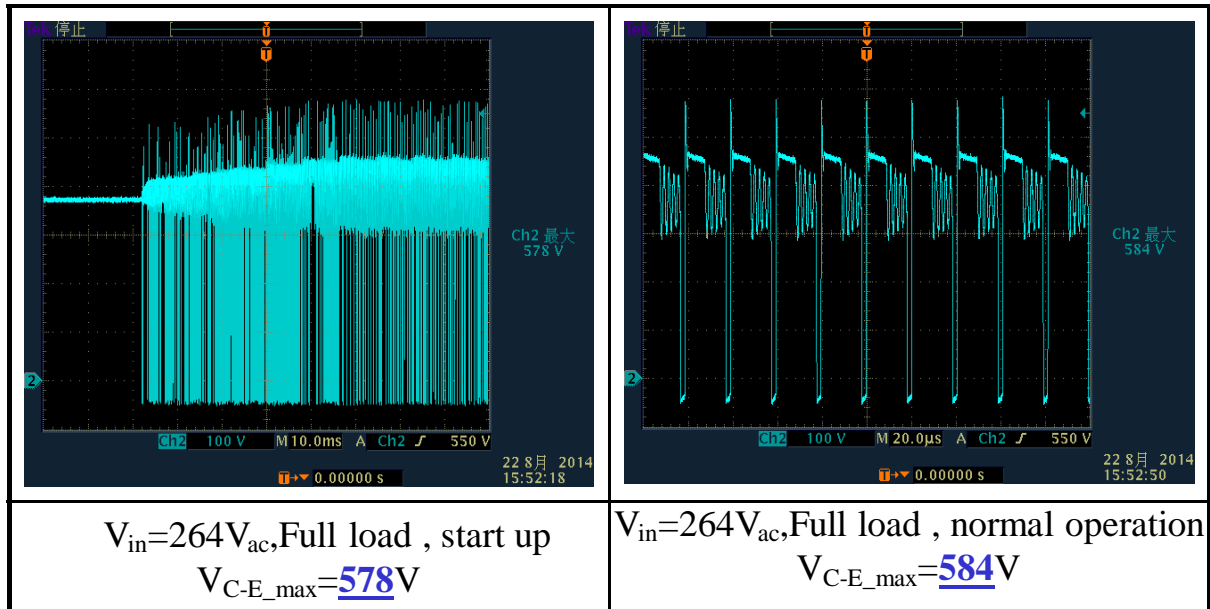 Tek 停止
T
2
Ch2 最大
578 V
Ch2 100 V M 10.0ms A Ch2 ƒ 550 V
T→▼ 0.00000 s
22 8月 2014
15:52:18
Tek 停止
T
2
Ch2 最大
584 V
Ch2 100 V M 20.0µs A Ch2 ƒ 550 V
T→▼ 0.00000 s
22 8月 2014
15:52:50
Vin=264Vac,Full load , start up
VC-E_max=578V
Vin=264Vac,Full load , normal operation
VC-E_max=584V